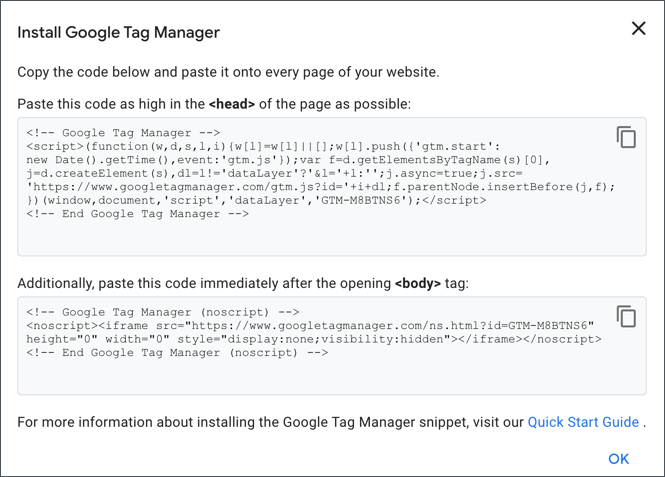 Install Google Tag Manager
Copy the code below and paste it onto every page of your website.
Paste this code as high in the <head> of the page as possible:
<!-- Google Tag Manager -->
<script>(function(w,d,s,l,i){w[l]=w[l]||[];w[l].push({'gtm.start':
new Date().getTime(),event:'gtm.js'});var f=d.getElementsByTagName(s)[0],
j=d.createElement(s),dl=l!='dataLayer'?'&l='+l:'';j.async=true;j.src=
'https://www.googletagmanager.com/gtm.js?id='+i+dl;f.parentNode.insertBefore(j,f);
})(window,document,'script','dataLayer','GTM-M8BTNS6');</script>
<!-- End Google Tag Manager -->
Additionally, paste this code immediately after the opening <body> tag:
<!-- Google Tag Manager (noscript) -->
<noscript><iframe src="https://www.googletagmanager.com/ns.html?id=GTM-M8BTNS6"
height="0" width="0" style="display:none;visibility:hidden"></iframe></noscript>
<!-- End Google Tag Manager (noscript) -->
For more information about installing the Google Tag Manager snippet, visit our Quick Start Guide .
OK